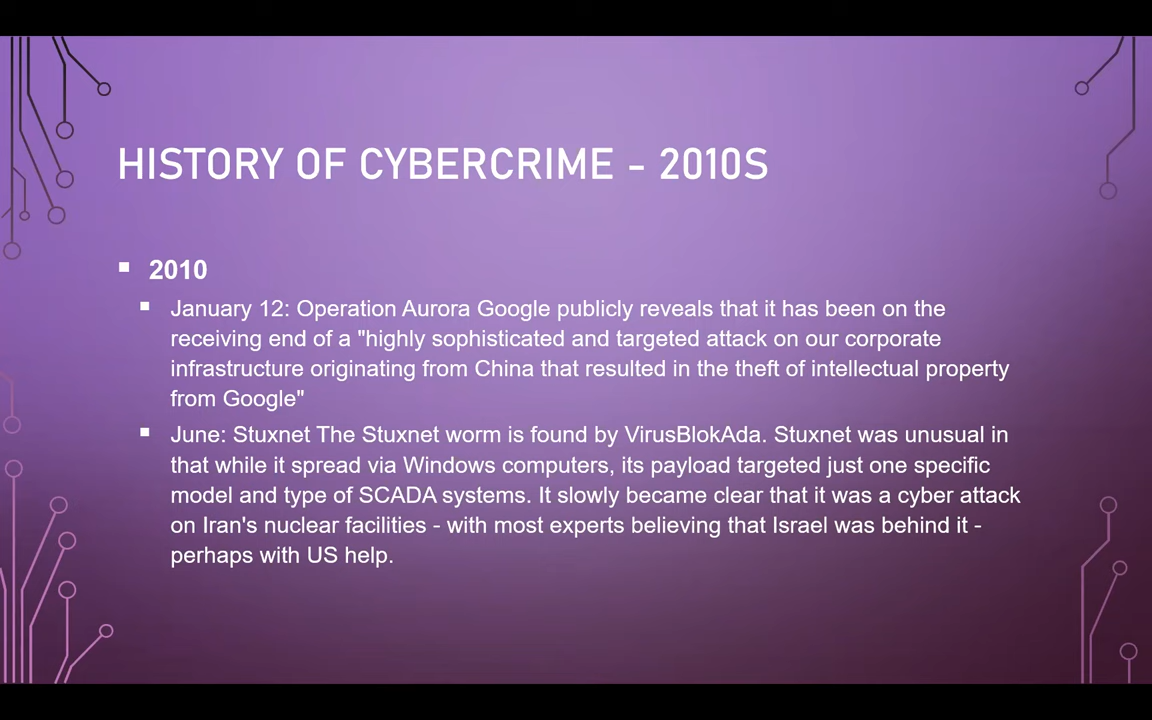 HISTORY OF CYBERCRIME - 2010S
2010
January 12: Operation Aurora Google publicly reveals that it has been on the
receiving end of a "highly sophisticated and targeted attack on our corporate
infrastructure originating from China that resulted in the theft of intellectual property
from Google"
June: Stuxnet The Stuxnet worm is found by VirusBlokAda. Stuxnet was unusual in
that while it spread via Windows computers, its payload targeted just one specific
model and type of SCADA systems. It slowly became clear that it was a cyber attack
on Iran's nuclear facilities - with most experts believing that Israel was behind it -
perhaps with US help.